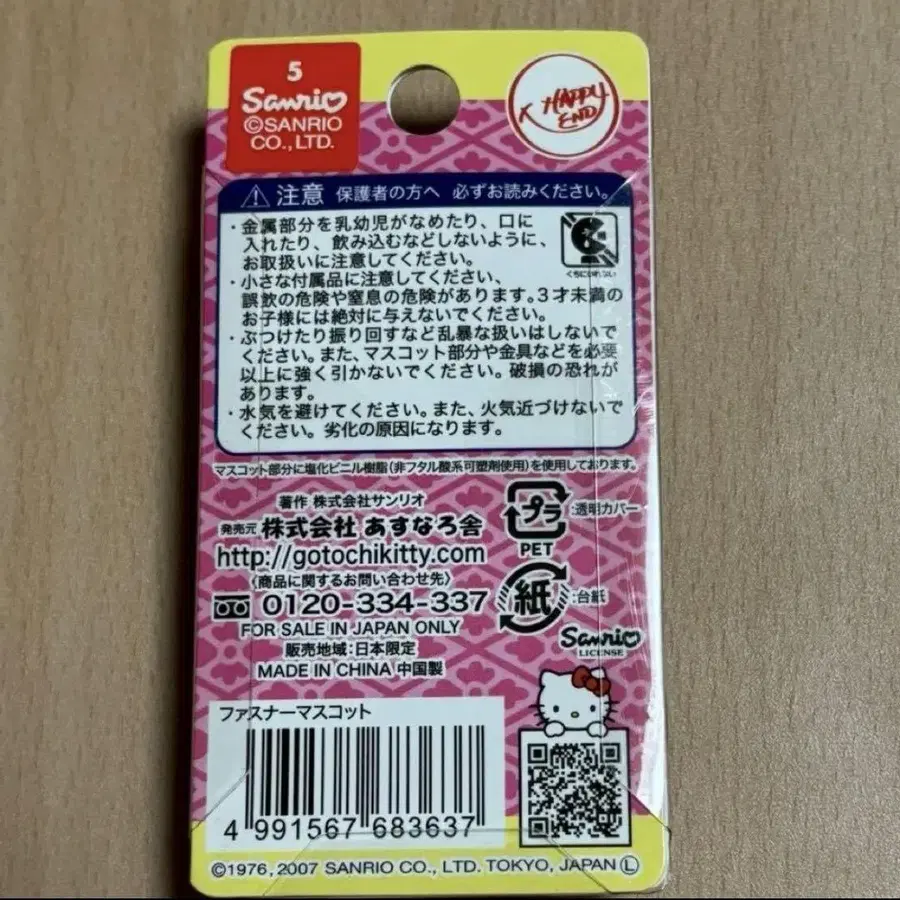 5
Sanrio
©SANRIO
CO., LTD.
HAPPY
END
注意 保護者の方へ 必ずお読みください。
・金属部分を乳幼児がなめたり、口に
入れたり、飲み込むなどしないように、
お取扱いに注意してください。
・小さな付属品に注意してください、
誤飲の危険や窒息の危険があります。3才未満の
お子様には絶対に与えないでください。
・ぶつけたり振り回すなど乱暴な扱いはしないで
ください。また、マスコット部分や金具などを必要
以上に強く引かないでください。破損の恐れが
あります。
・水気を避けてください。また、火気近づけないで
ください。劣化の原因になります。
くちにいれない
マスコット部分に塩化ビニル樹脂(非フタル酸系可塑剤使用)を使用しております。
著作 株式会社サンリオ
発売元 株式会社 あすなろ舎
http://gotochikitty.com
〈商品に関するお問い合わせ先〉
0120-334-337
FOR SALE IN JAPAN ONLY
販売地域:日本限定
MADE IN CHINA 中国製
プラ :透明カバー
PET
紙 :台紙
Sanrio
LICENSE
ファスナーマスコット
4 991567 683637
©1976, 2007 SANRIO CO., LTD. TOKYO, JAPAN Ⓛ